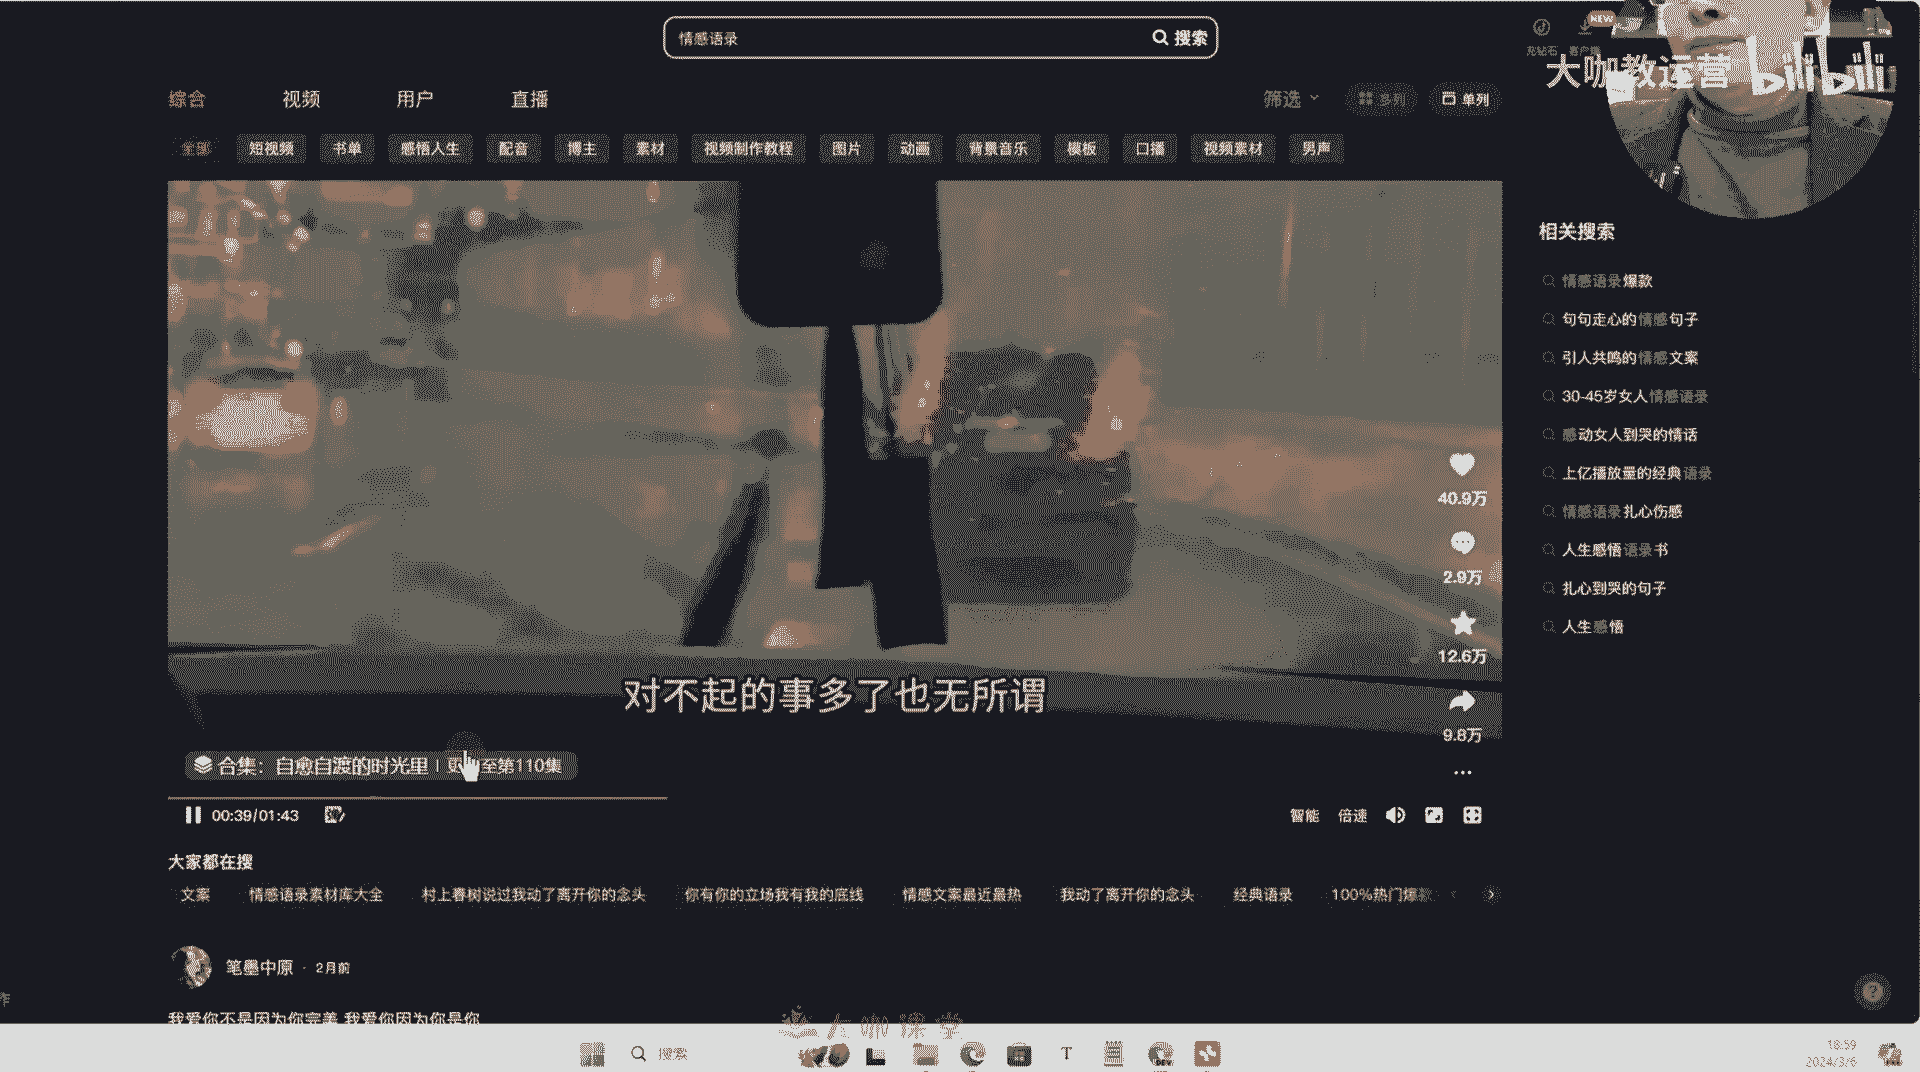 情感语录
搜索
NEW
充钻石 客户端
大咖教运营 bilibili
综合 视频 用户 直播 筛选 多列 单列
全部 短视频 书单 感悟人生 配音 博主 素材 视频制作教程 图片 动画 背景音乐 模板 口播 视频素材 男声
相关搜索
情感语录爆款
句句走心的情感句子
引人共鸣的情感文案
30-45岁女人情感语录
感动女人到哭的情话
上亿播放量的经典语录
情感语录扎心伤感
人生感悟语录书
扎心到哭的句子
人生感悟
40.9万
2.9万
12.6万
9.8万
对不起的事多了也无所谓
合集：自愈自渡的时光里 | 更至第110集
00:39/01:43
智能 倍速
大家都在搜
文案 情感语录素材库大全 村上春树说过我动了离开你的念头 你有你的立场我有我的底线 情感文案最近最热 我动了离开你的念头 经典语录 100%热门爆款
笔墨中原 · 2月前
我爱你不是因为你完美 我爱你因为你是你
大咖课堂
搜索
18:59
2024/3/6